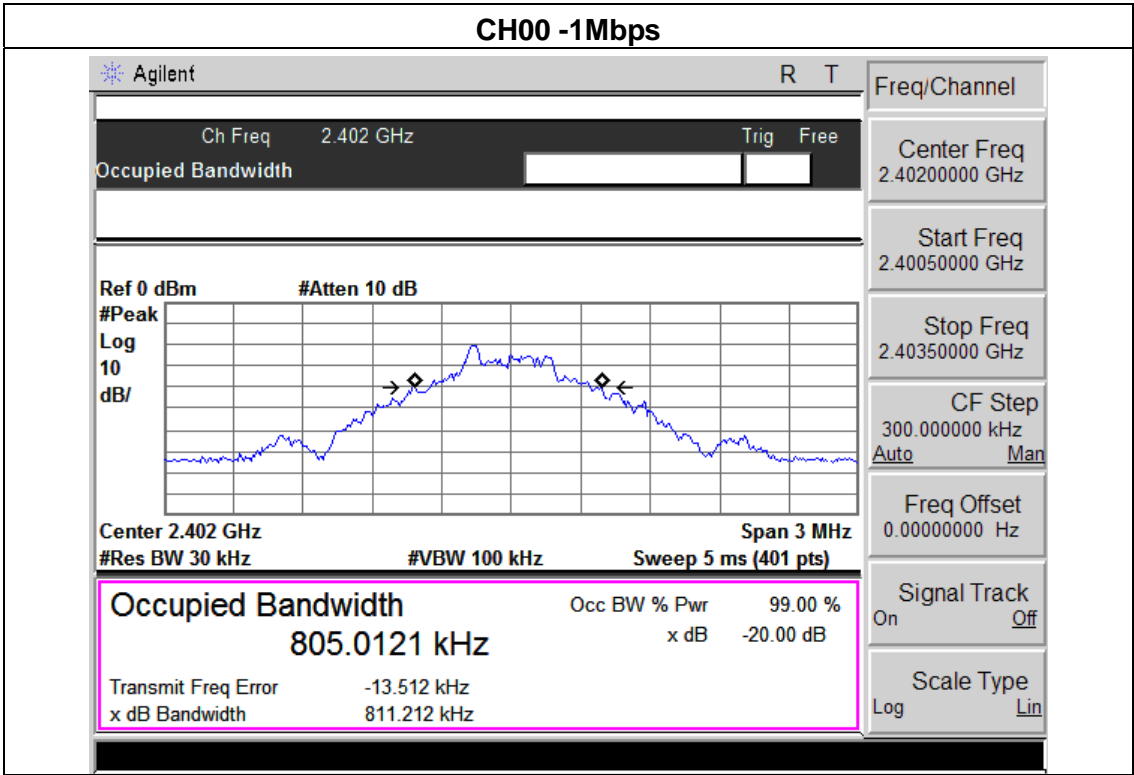 CH00 -1Mbps
Agilent R T
Freq/Channel
Ch Freq 2.402 GHz Trig Free
Occupied Bandwidth
Center Freq
2.40200000 GHz
Start Freq
2.40050000 GHz
Stop Freq
2.40350000 GHz
CF Step
300.000000 kHz
Auto Man
Freq Offset
0.00000000 Hz
Signal Track
On Off
Scale Type
Log Lin
Ref 0 dBm #Atten 10 dB
#Peak
Log
10
dB/
Center 2.402 GHz Span 3 MHz
#Res BW 30 kHz #VBW 100 kHz Sweep 5 ms (401 pts)
Occupied Bandwidth
805.0121 kHz
Occ BW % Pwr 99.00 %
x dB -20.00 dB
Transmit Freq Error -13.512 kHz
x dB Bandwidth 811.212 kHz